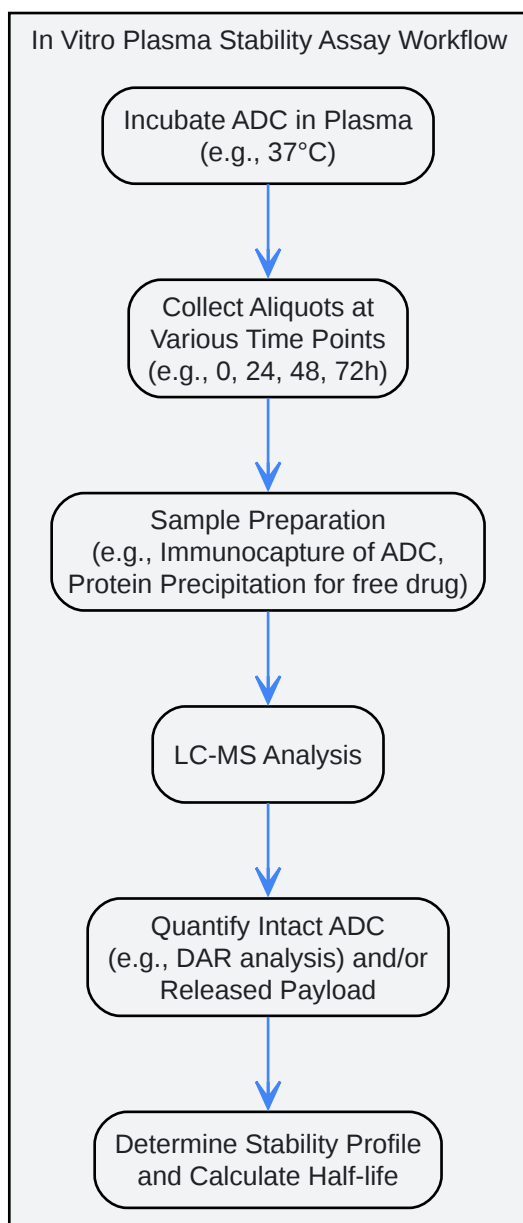 In Vitro Plasma Stability Assay Workflow
Incubate ADC in Plasma
(e.g., 37°C)
Collect Aliquots at
Various Time Points
(e.g., 0, 24, 48, 72h)
Sample Preparation
(e.g., Immunocapture of ADC,
Protein Precipitation for free drug)
LC-MS Analysis
Quantify Intact ADC
(e.g., DAR analysis) and/or
Released Payload
Determine Stability Profile
and Calculate Half-life